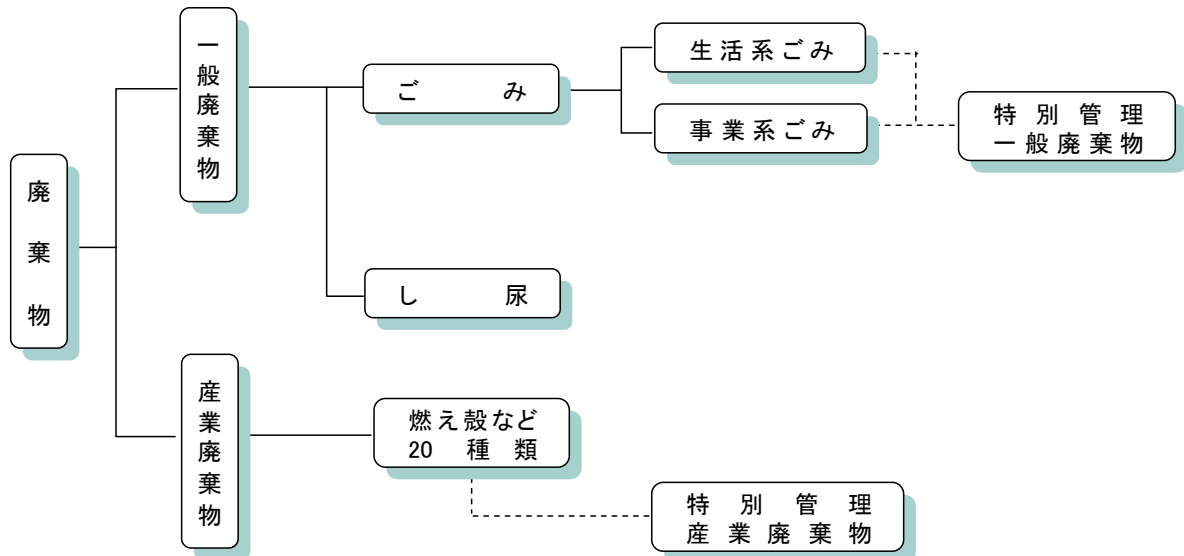 廃棄物
一般廃棄物
ごみ
生活系ごみ
事業系ごみ
特別管理
一般廃棄物
し尿
産業廃棄物
燃え殻など
20 種類
特別管理
産業廃棄物